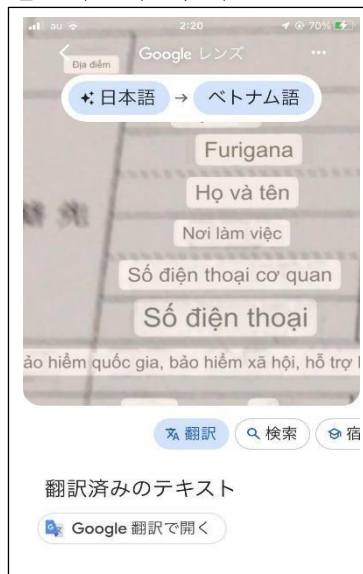 au 2:20 70%
Google レンズ
Địa điểm
日本語 → ベトナム語
Furigana
Họ và tên
Nơi làm việc
Số điện thoại cơ quan
Số điện thoại
ảo hiểm quốc gia, bảo hiểm xã hội, hỗ trợ
翻訳 検索 宿
翻訳済みのテキスト
Google 翻訳で開く